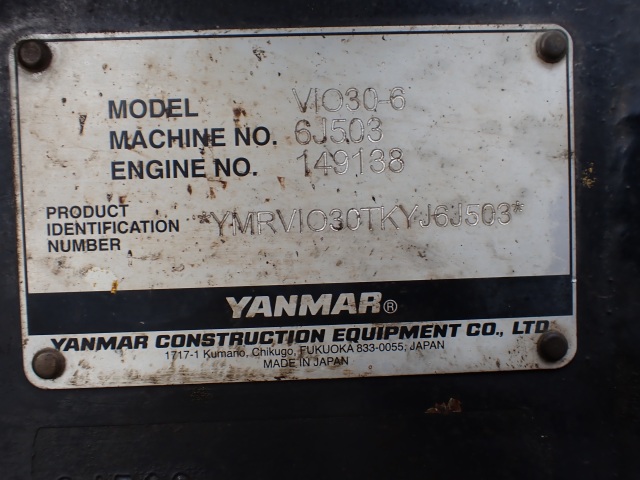 MODEL VIO30-6
MACHINE NO. 6J503
ENGINE NO. 149138
PRODUCT
IDENTIFICATION *YMRVIO30TKYJ6J503*
NUMBER
YANMAR®
YANMAR CONSTRUCTION EQUIPMENT CO., LTD.
1717-1 Kumano, Chikugo, FUKUOKA 833-0055, JAPAN
MADE IN JAPAN